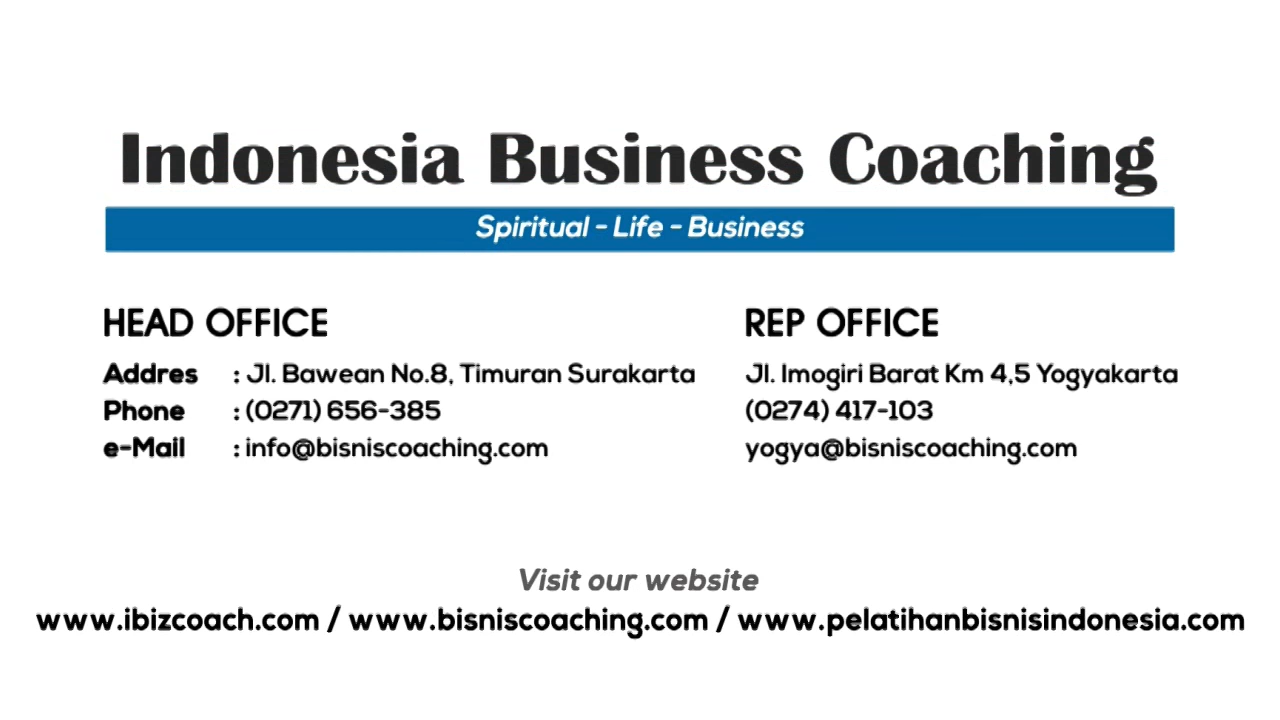 Indonesia Business Coaching
Spiritual - Life - Business
HEAD OFFICE
Addres : Jl. Bawean No.8, Timuran Surakarta
Phone : (0271) 656-385
e-Mail : info@bisniscoaching.com
REP OFFICE
Jl. Imogiri Barat Km 4,5 Yogyakarta
(0274) 417-103
yogya@bisniscoaching.com
Visit our website
www.ibizcoach.com / www.bisniscoaching.com / www.pelatihanbisnisindonesia.com